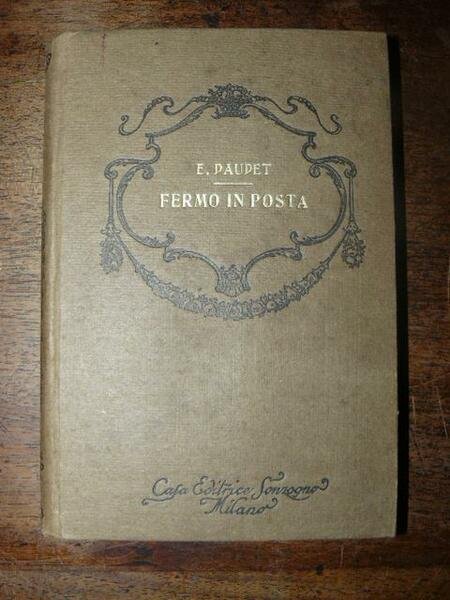 E. DAUDET
FERMO IN POSTA
Casa Editrice Sonzogno
Milano